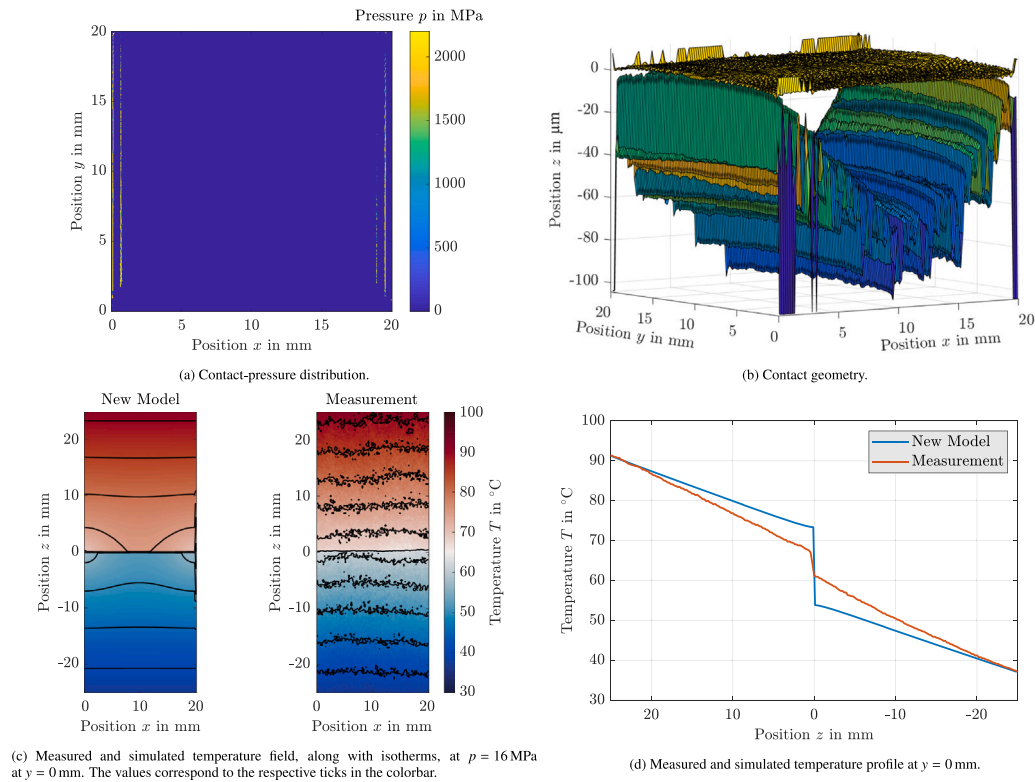 Pressure p in MPa
20
15
10
5
0
Position y in mm
0 5 10 15 20
Position x in mm
2000
1500
1000
500
0
(a) Contact-pressure distribution.
0
-20
-40
-60
-80
-100
Position z in µm
20 15 10 5 0
Position y in mm
5 10 15 20
Position x in mm
(b) Contact geometry.
New Model
20
10
0
-10
-20
Position z in mm
0 10 20
Position x in mm
Measurement
20
10
0
-10
-20
Position z in mm
0 10 20
Position x in mm
100
90
80
70
60
50
40
30
Temperature T in °C
(c) Measured and simulated temperature field, along with isotherms, at p = 16 MPa
at y = 0 mm. The values correspond to the respective ticks in the colorbar.
100
90
80
70
60
50
40
30
Temperature T in °C
New Model
Measurement
20 10 0 -10 -20
Position z in mm
(d) Measured and simulated temperature profile at y = 0 mm.